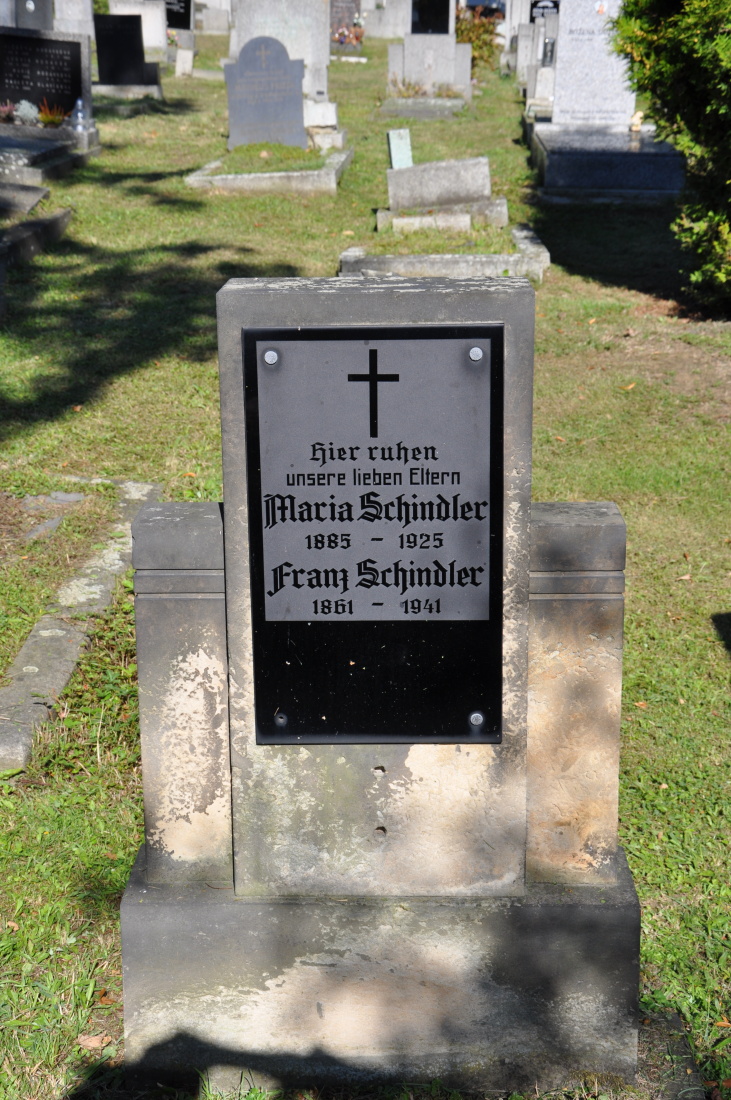 Hier ruhen
unsere lieben Eltern
Maria Schindler
1885 – 1925
Franz Schindler
1861 – 1941